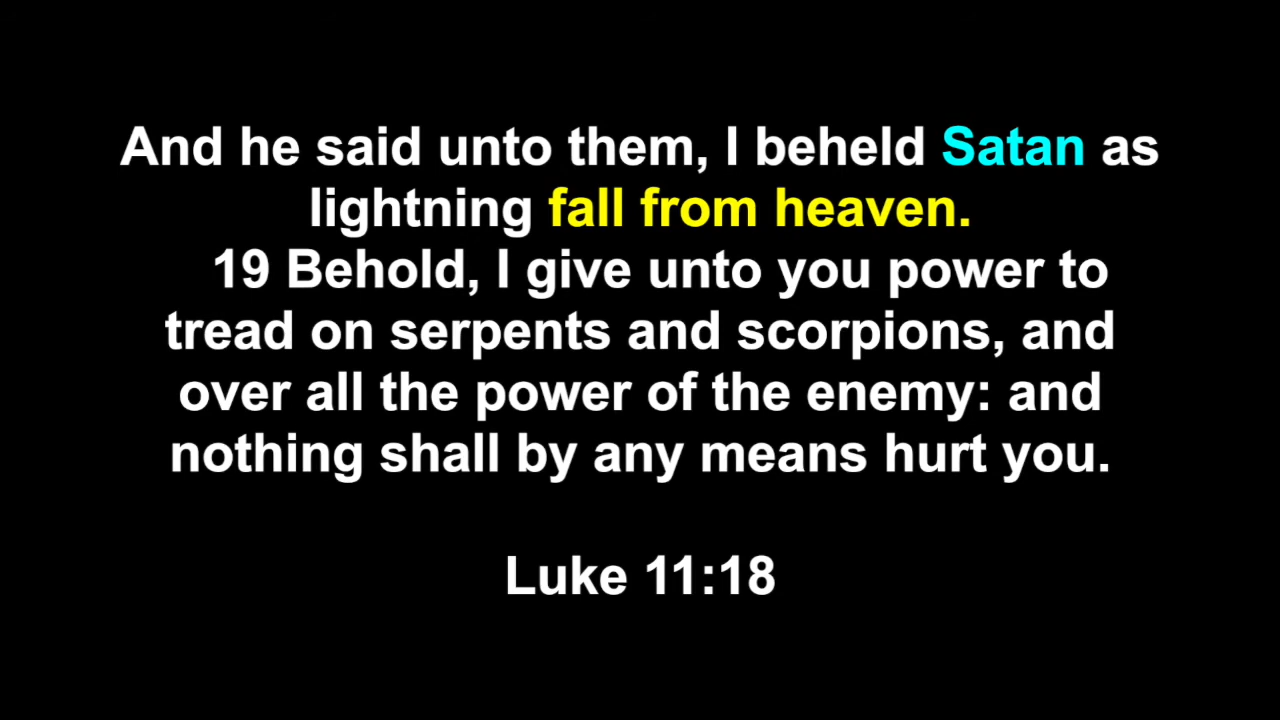 And he said unto them, I beheld Satan as
lightning fall from heaven.
19 Behold, I give unto you power to
tread on serpents and scorpions, and
over all the power of the enemy: and
nothing shall by any means hurt you.
Luke 11:18